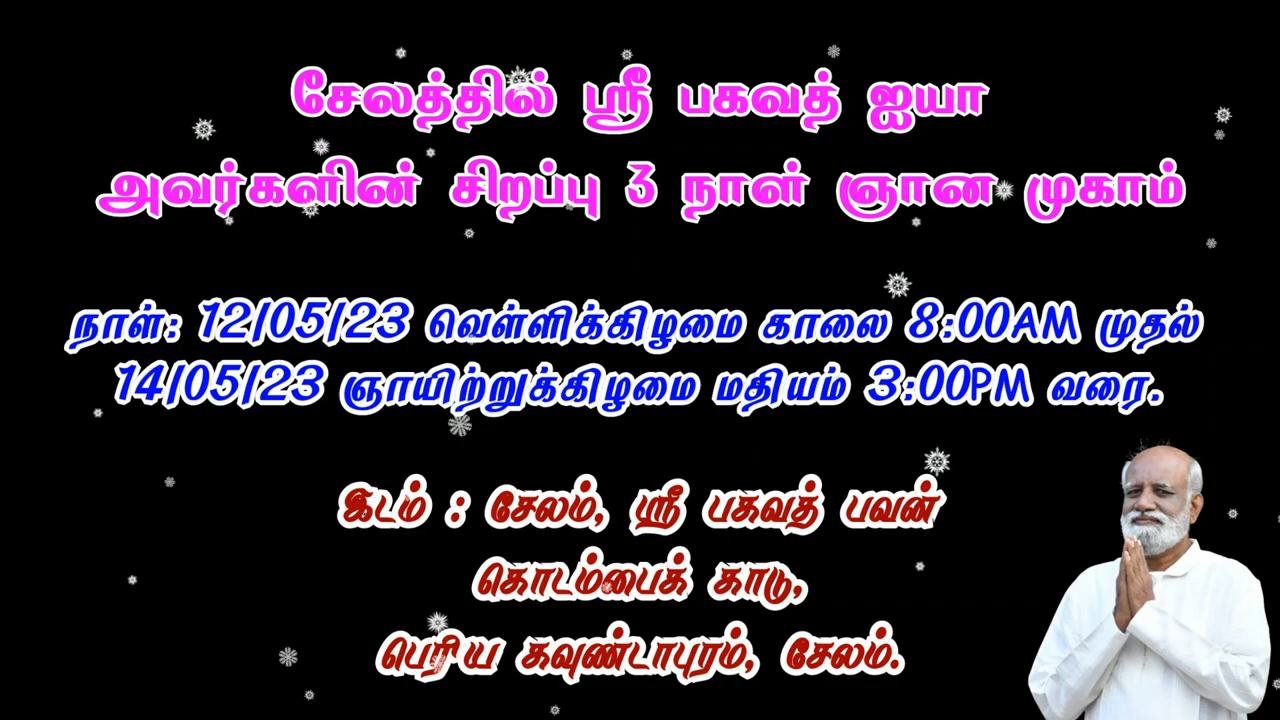 சேலத்தில் ஸ்ரீ பகவத் ஐயா
அவர்களின் சிறப்பு 3 நாள் ஞான முகாம்
நாள்: 12/05/23 வெள்ளிக்கிழமை காலை 8:00AM முதல்
14/05/23 ஞாயிற்றுக்கிழமை மதியம் 3:00PM வரை.
இடம் : சேலம், ஸ்ரீ பகவத் பவன்
கொடம்பைக் காடு,
பெரிய கவுண்டாபுரம், சேலம்.